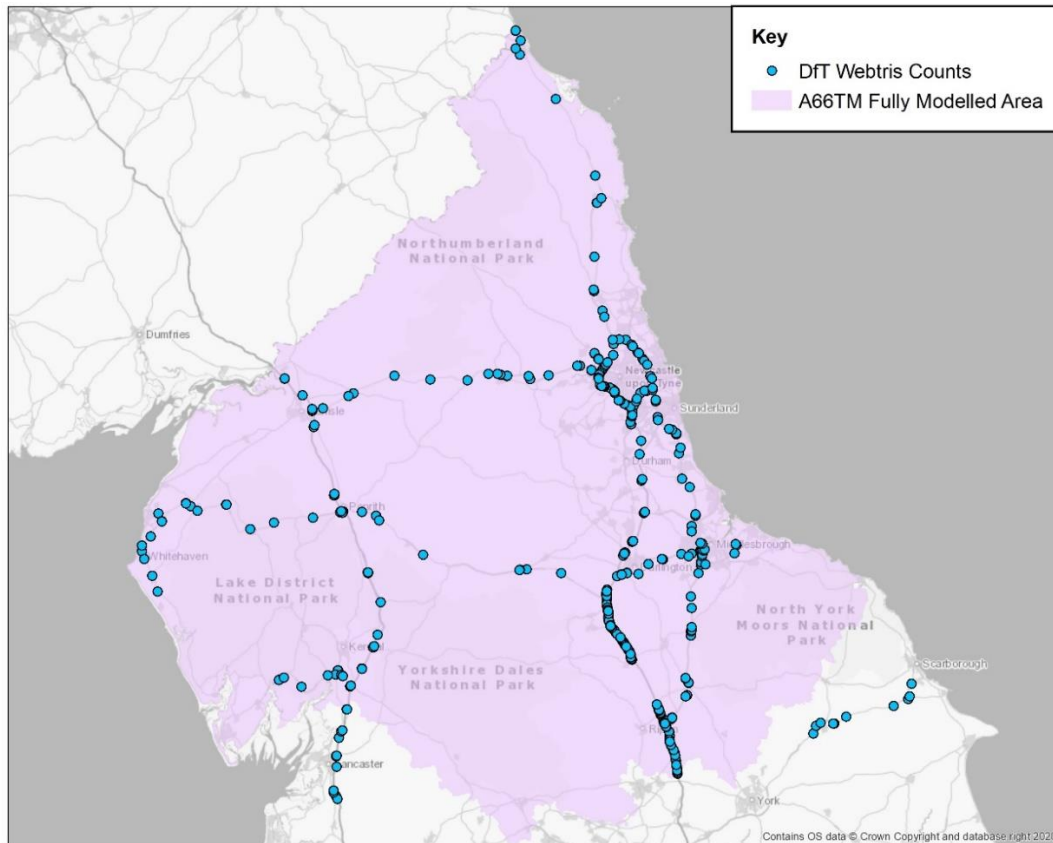 Key
DfT Webtris Counts
A66TM Fully Modelled Area
Northumberland
National Park
Dumfries
Newcastle
upon Tyne
Sunderland
Durham
Penrith
Middlesbrough
Whitehaven
Darlington
Lake District
National Park
North York
Moors National
Park
Kendal
Scarborough
Yorkshire Dales
National Park
Ripon
Lancaster
York
Contains OS data © Crown Copyright and database right